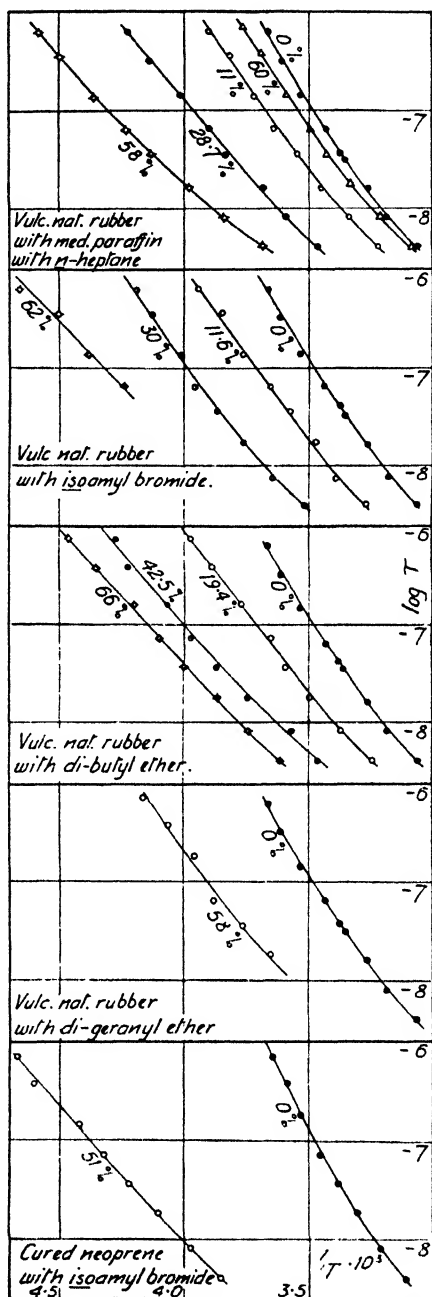 0%
60%
11%
28.7%
58%
-7
-8
Vulc. nat. rubber
with med. paraffin
with n-heptane
62%
30%
11.6%
0%
-7
-8
Vulc nat. rubber
with isoamyl bromide.
-6
0%
19.4%
42.5%
66%
log τ
-7
-8
Vulc. nat. rubber
with di-butyl ether.
-6
0%
58%
-7
-8
Vulc. nat. rubber
with di-geranyl ether
-6
0%
51%
-7
-8
Cured neoprene
with isoamyl bromide
1/T · 10³
4.5 4.0 3.5